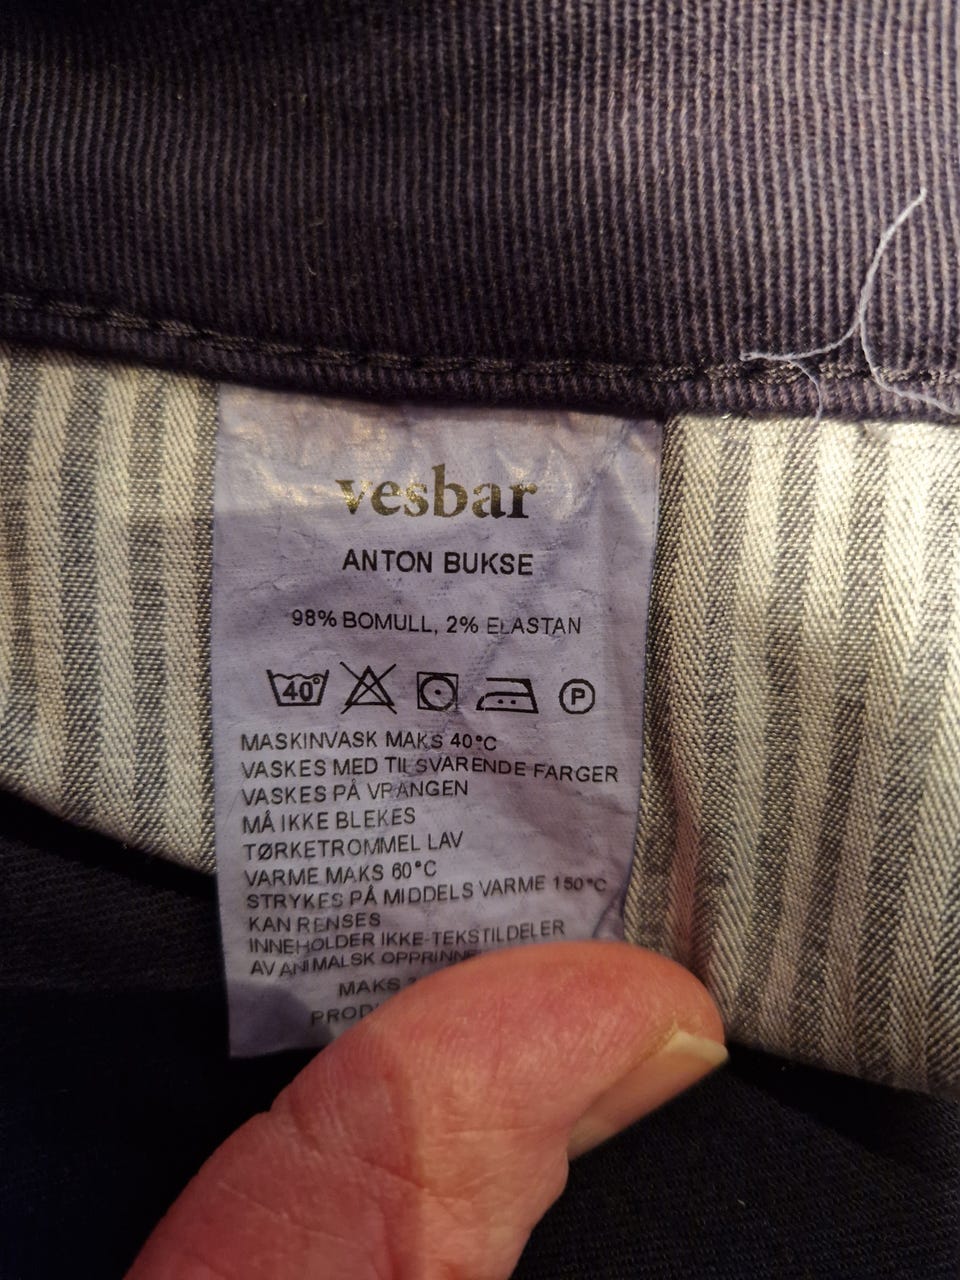 vesbar
ANTON BUKSE
98% BOMULL, 2% ELASTAN
40° P
MASKINVASK MAKS 40°C
VASKES MED TILSVARENDE FARGER
VASKES PÅ VRANGEN
MÅ IKKE BLEKES
TØRKETROMMEL LAV
VARME MAKS 60°C
STRYKES PÅ MIDDELS VARME 150°C
KAN RENSES
INNEHOLDER IKKE-TEKSTILDELER
AV ANIMALSK
MAKS